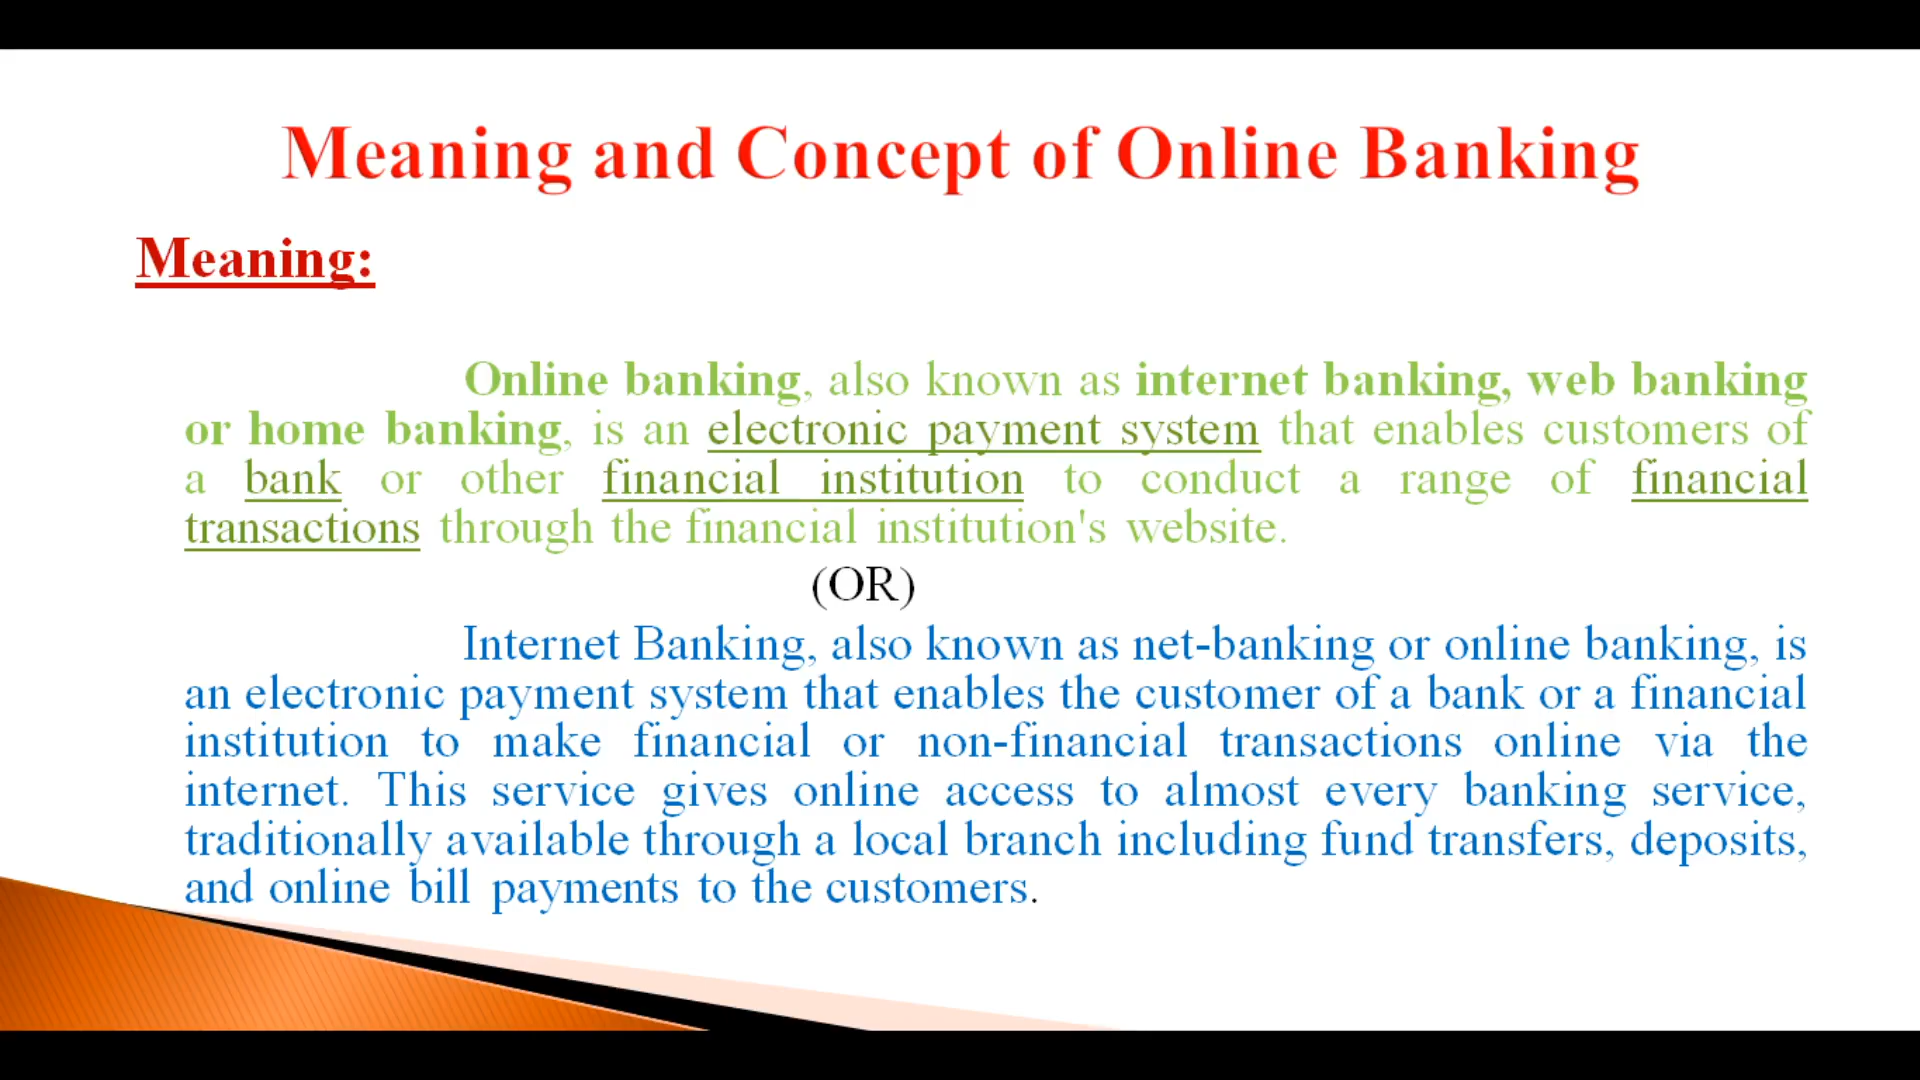 Meaning and Concept of Online Banking
Meaning:
Online banking, also known as internet banking, web banking
or home banking, is an electronic payment system that enables customers of
a bank or other financial institution to conduct a range of financial
transactions through the financial institution's website.
(OR)
Internet Banking, also known as net-banking or online banking, is
an electronic payment system that enables the customer of a bank or a financial
institution to make financial or non-financial transactions online via the
internet. This service gives online access to almost every banking service,
traditionally available through a local branch including fund transfers, deposits,
and online bill payments to the customers.